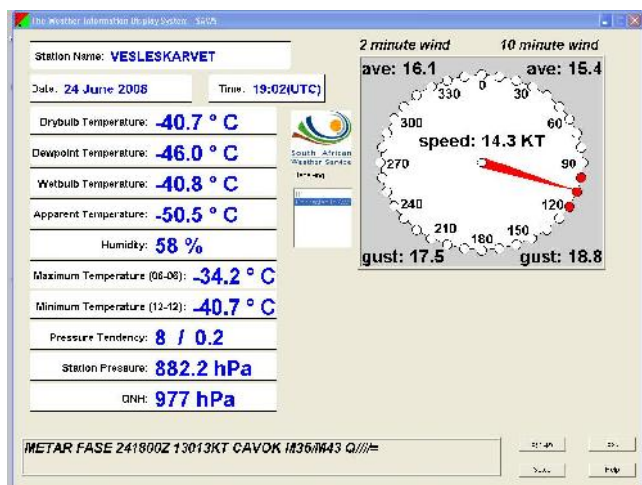 The Weather Information Display System - SAWS
Station Name: VESLESKARVET
Date: 24 June 2008
Time: 19:02(UTC)
Drybulb Temperature: -40.7 ° C
Dewpoint Temperature: -46.0 ° C
Wetbulb Temperature: -40.8 ° C
Apparent Temperature: -50.5 ° C
Humidity: 58 %
Maximum Temperature (06-06): -34.2 ° C
Minimum Temperature (12-12): -40.7 ° C
Pressure Tendency: 8 / 0.2
Station Pressure: 882.2 hPa
QNH: 977 hPa
South African
Weather Service
2 minute wind
10 minute wind
ave: 16.1
ave: 15.4
0
30
60
90
120
150
180
210
240
270
300
330
speed: 14.3 KT
gust: 17.5
gust: 18.8
METAR FASE 241800Z 13013KT CAVOK M36/M43 Q////=
Help